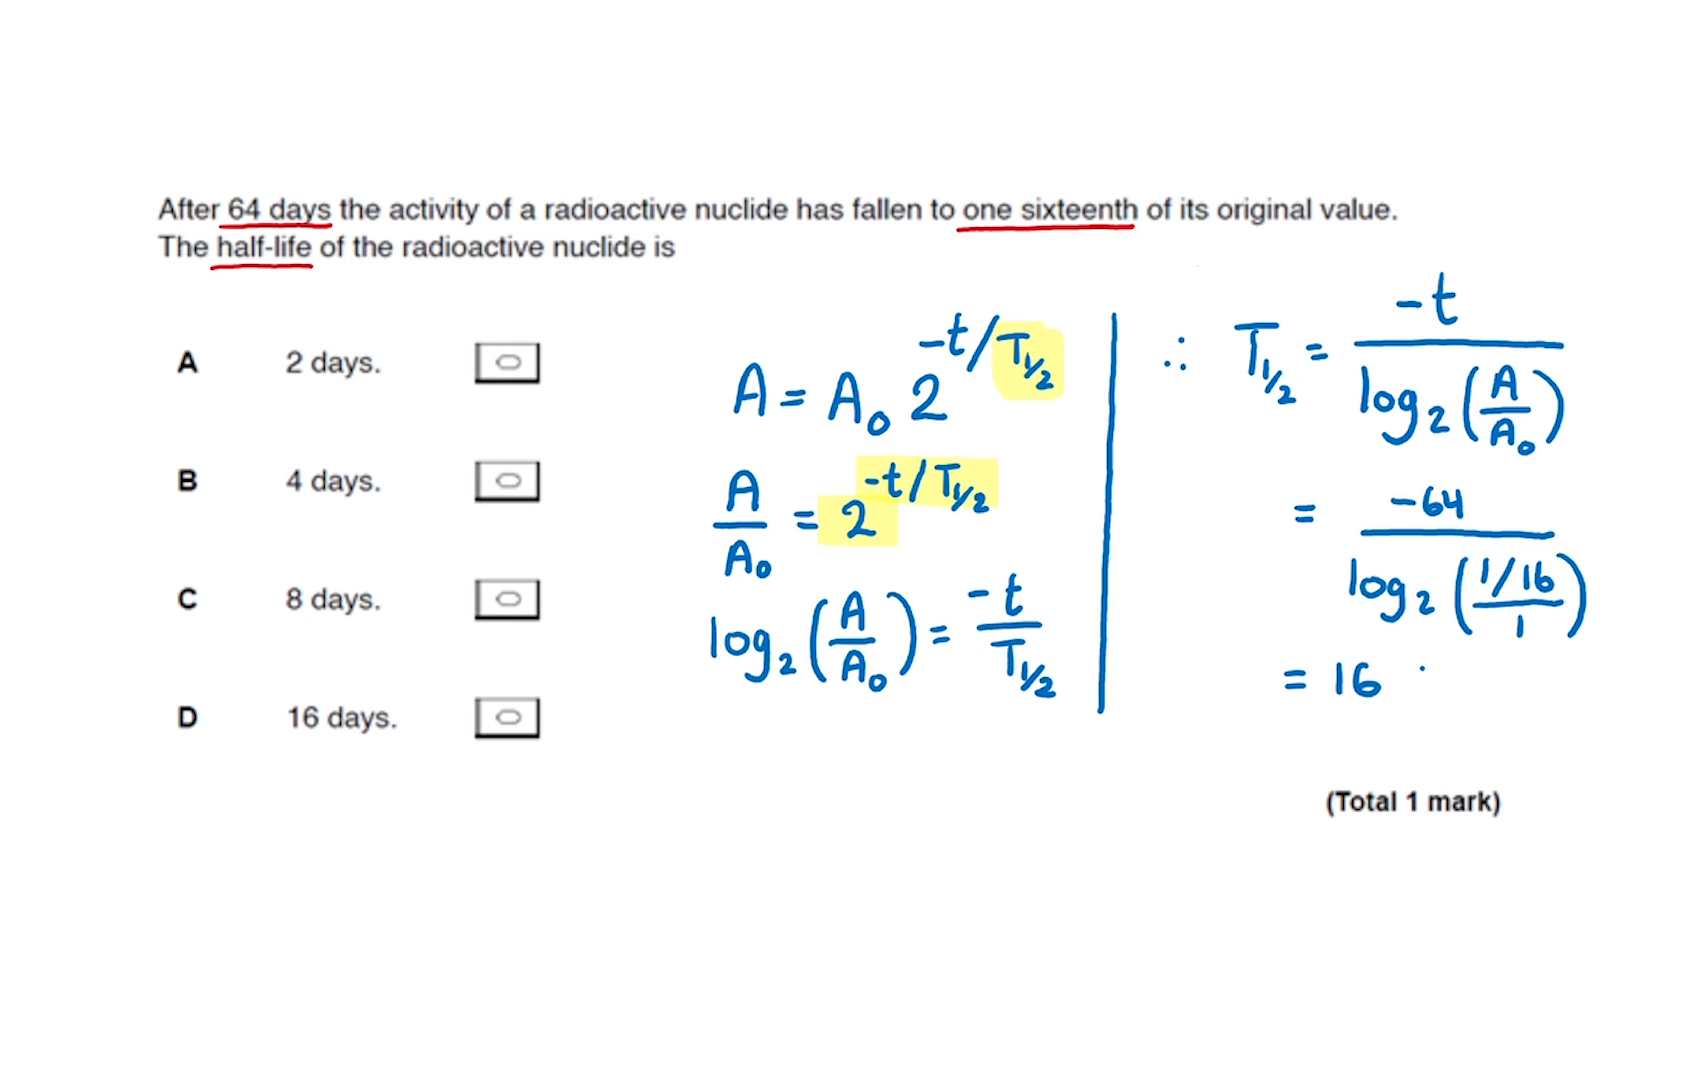 After 64 days the activity of a radioactive nuclide has fallen to one sixteenth of its original value.
The half-life of the radioactive nuclide is
A 2 days.
B 4 days.
C 8 days.
D 16 days.
A = A₀ 2^(-t/T½)
A/A₀ = 2^(-t/T½)
log₂(A/A₀) = -t/T½
∴ T½ = -t/log₂(A/A₀)
= -64/log₂((1/16)/1)
= 16
(Total 1 mark)